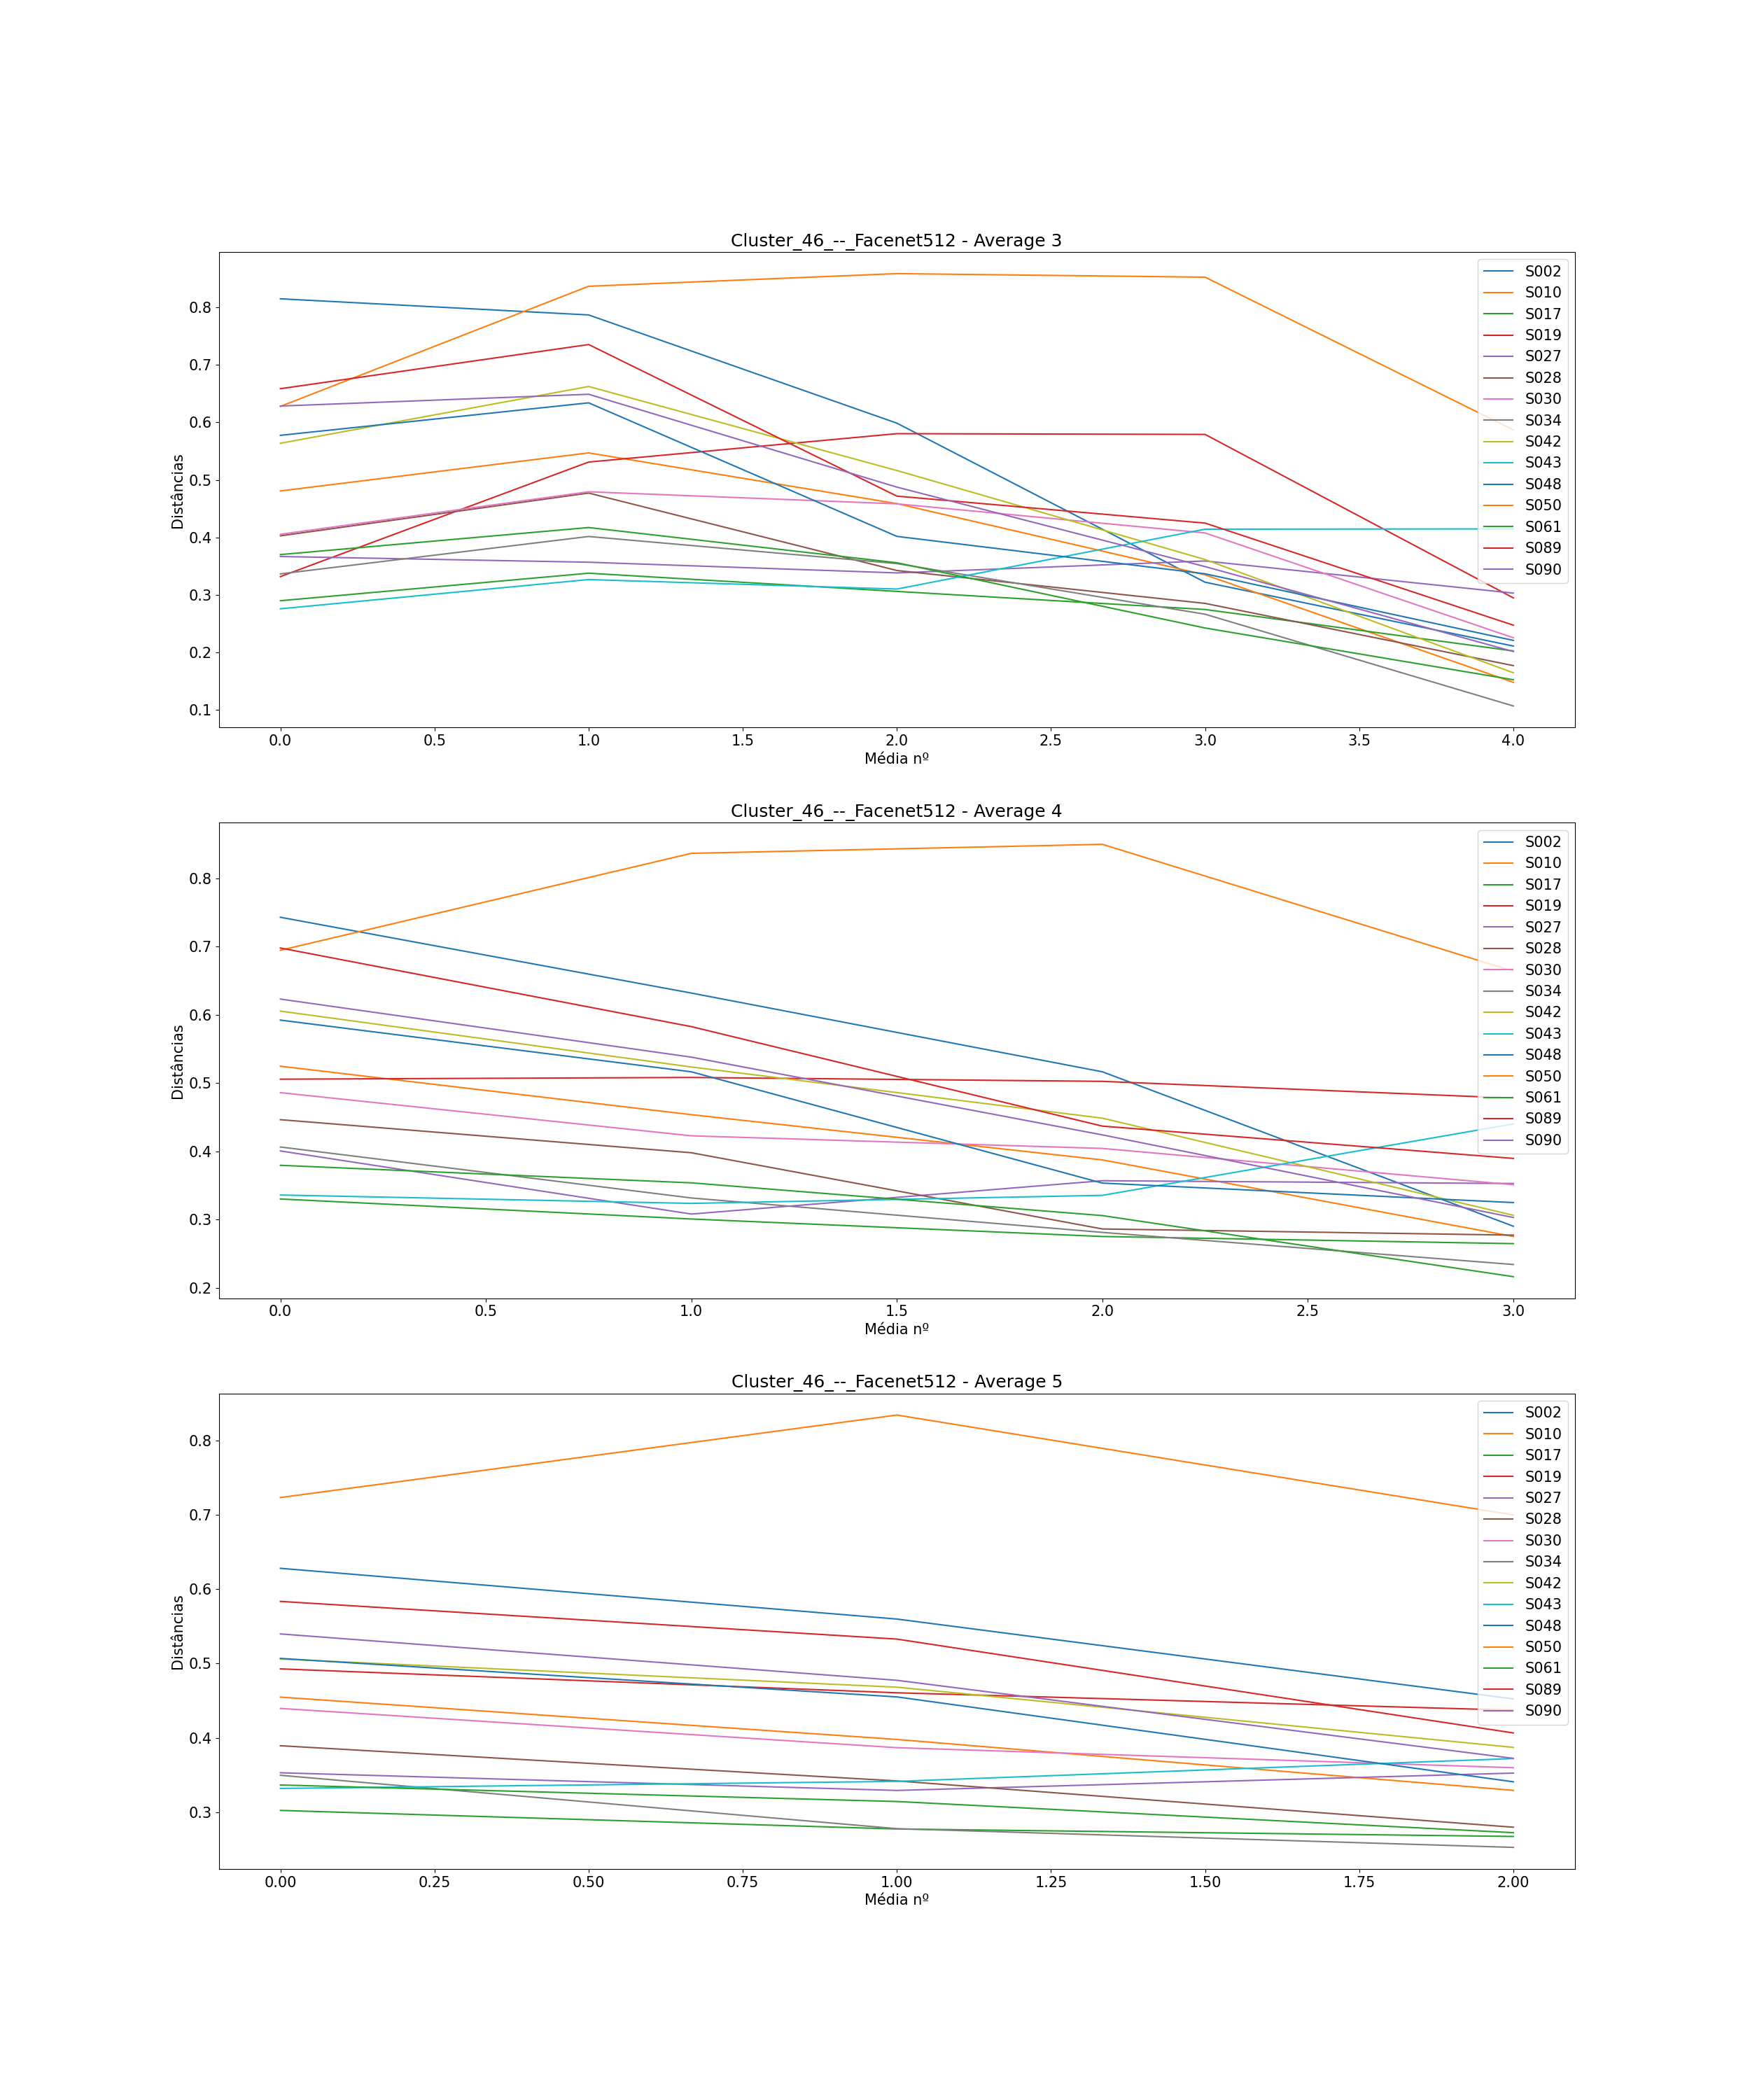 Cluster_46_--_Facenet512 - Average 3
Distâncias
0.8
0.7
0.6
0.5
0.4
0.3
0.2
0.1
S002
S010
S017
S019
S027
S028
S030
S034
S042
S043
S048
S050
S061
S089
S090
0.0 0.5 1.0 1.5 2.0 2.5 3.0 3.5 4.0
Média nº
Cluster_46_--_Facenet512 - Average 4
Distâncias
0.8
0.7
0.6
0.5
0.4
0.3
0.2
S002
S010
S017
S019
S027
S028
S030
S034
S042
S043
S048
S050
S061
S089
S090
0.0 0.5 1.0 1.5 2.0 2.5 3.0
Média nº
Cluster_46_--_Facenet512 - Average 5
Distâncias
0.8
0.7
0.6
0.5
0.4
0.3
S002
S010
S017
S019
S027
S028
S030
S034
S042
S043
S048
S050
S061
S089
S090
0.00 0.25 0.50 0.75 1.00 1.25 1.50 1.75 2.00
Média nº